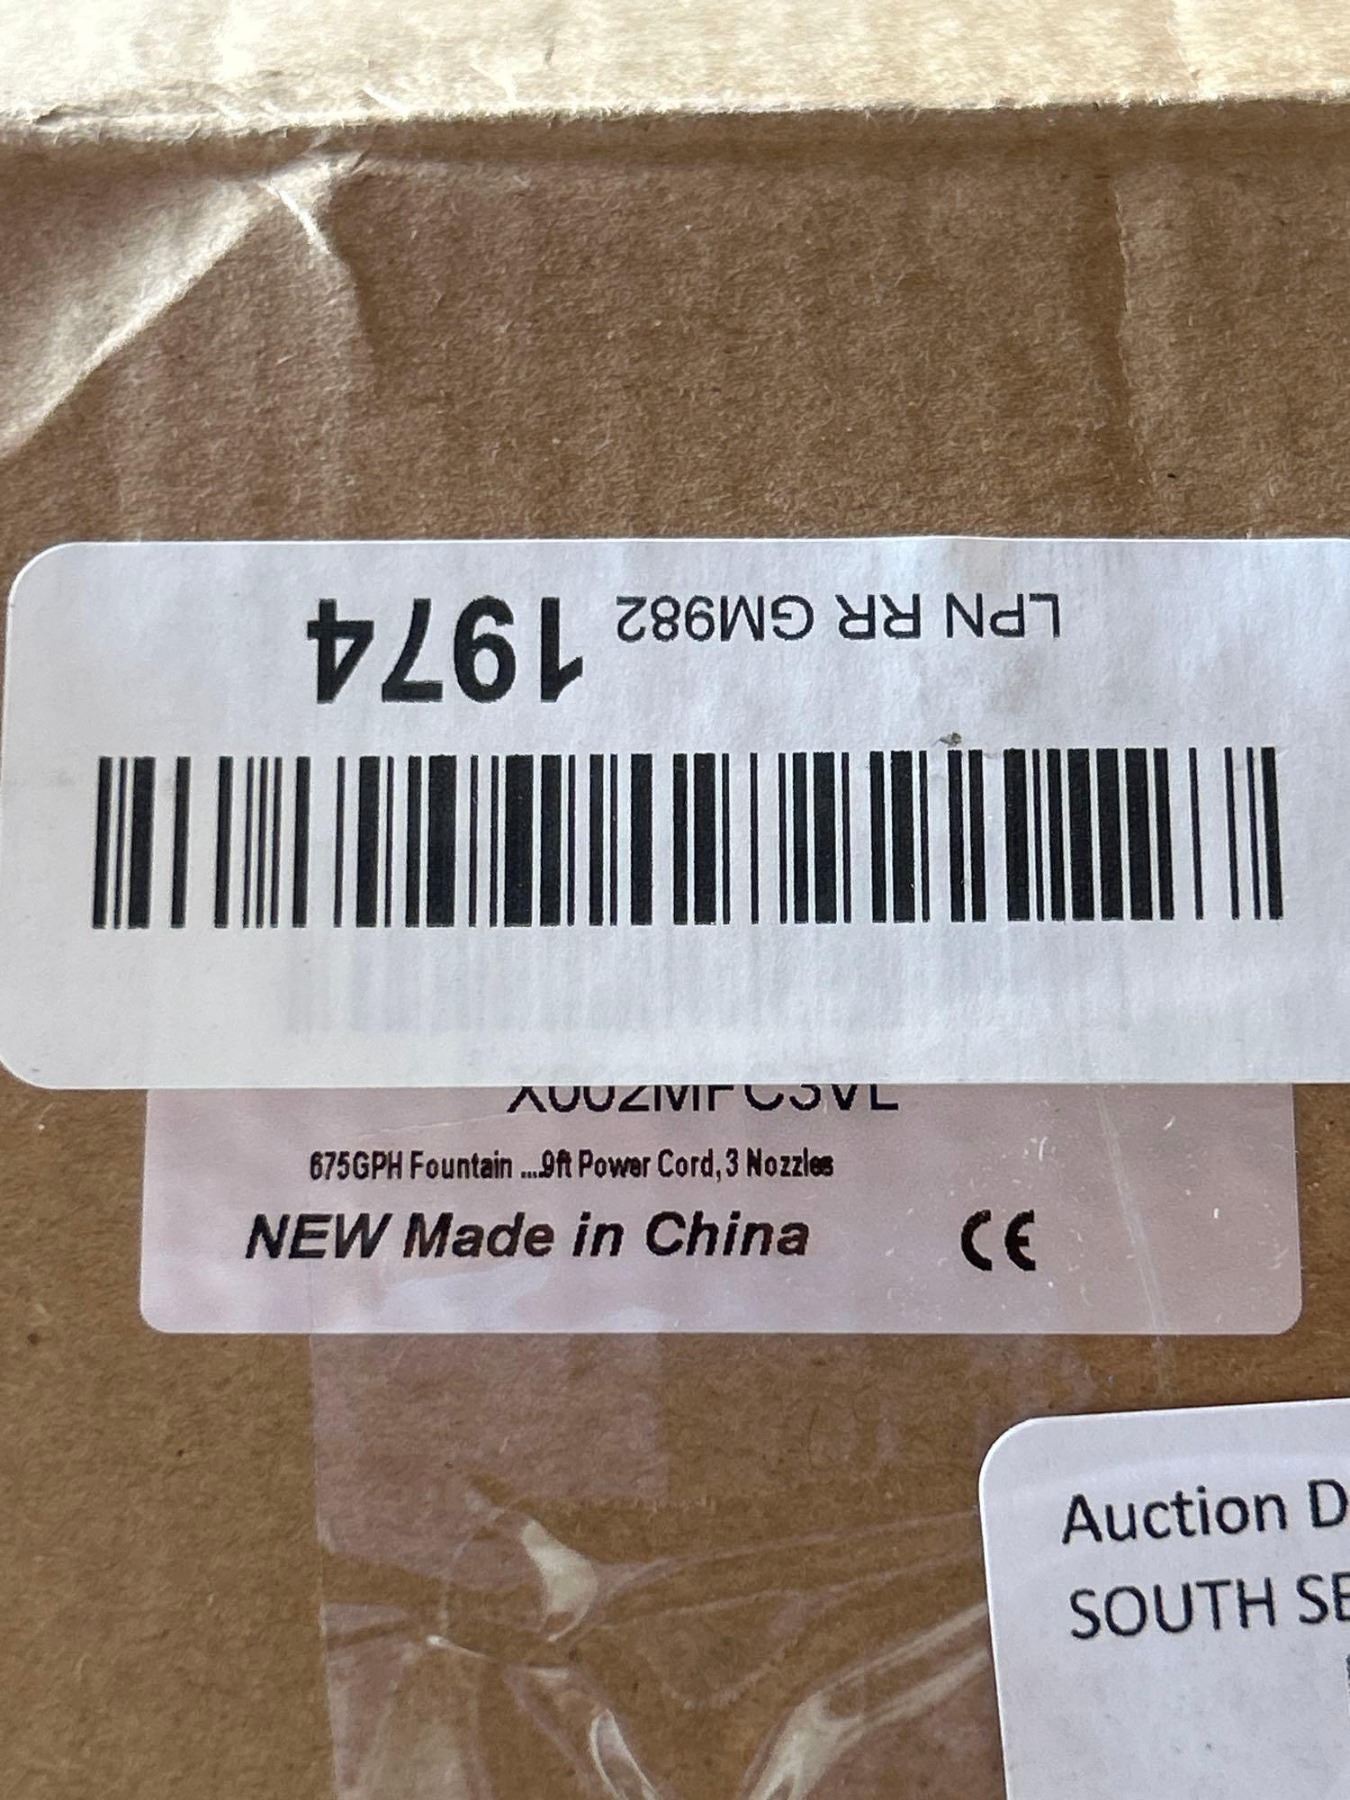 LPN RR GM982 1974
X002MFC3VL
675GPH Fountain ....9ft Power Cord, 3 Nozzles
NEW Made in China CE
Auction D
SOUTH SE